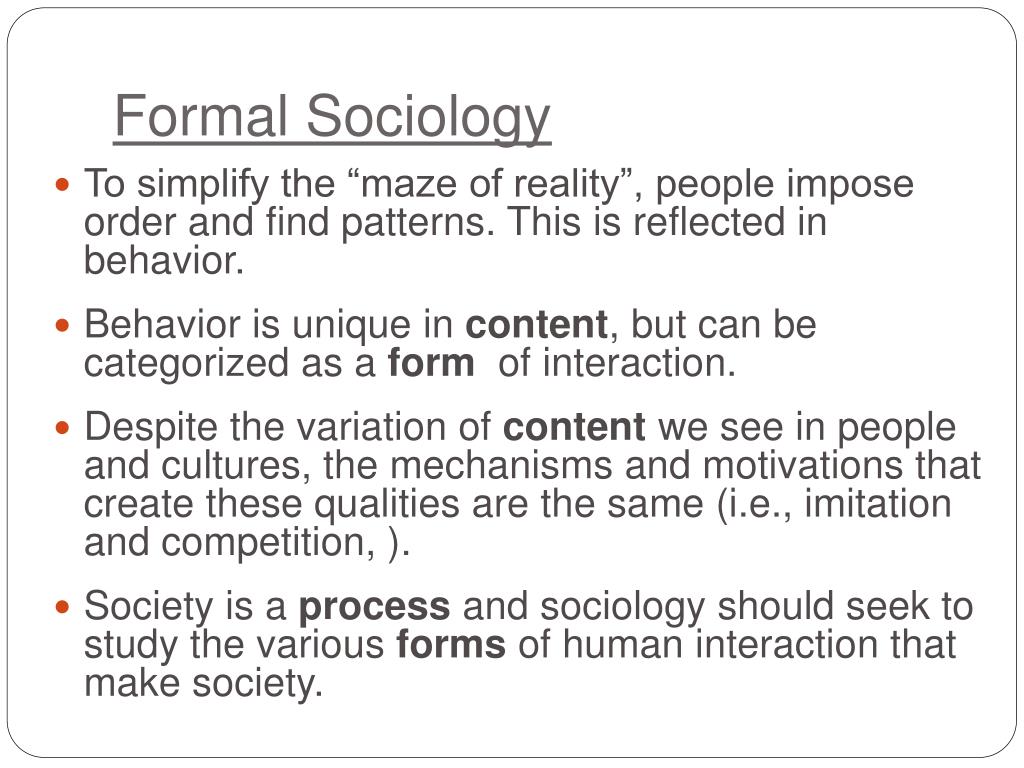 Formal Sociology
• To simplify the “maze of reality”, people impose
order and find patterns. This is reflected in
behavior.
• Behavior is unique in content, but can be
categorized as a form  of interaction.
• Despite the variation of content we see in people
and cultures, the mechanisms and motivations that
create these qualities are the same (i.e., imitation
and competition, ).
• Society is a process and sociology should seek to
study the various forms of human interaction that
make society.